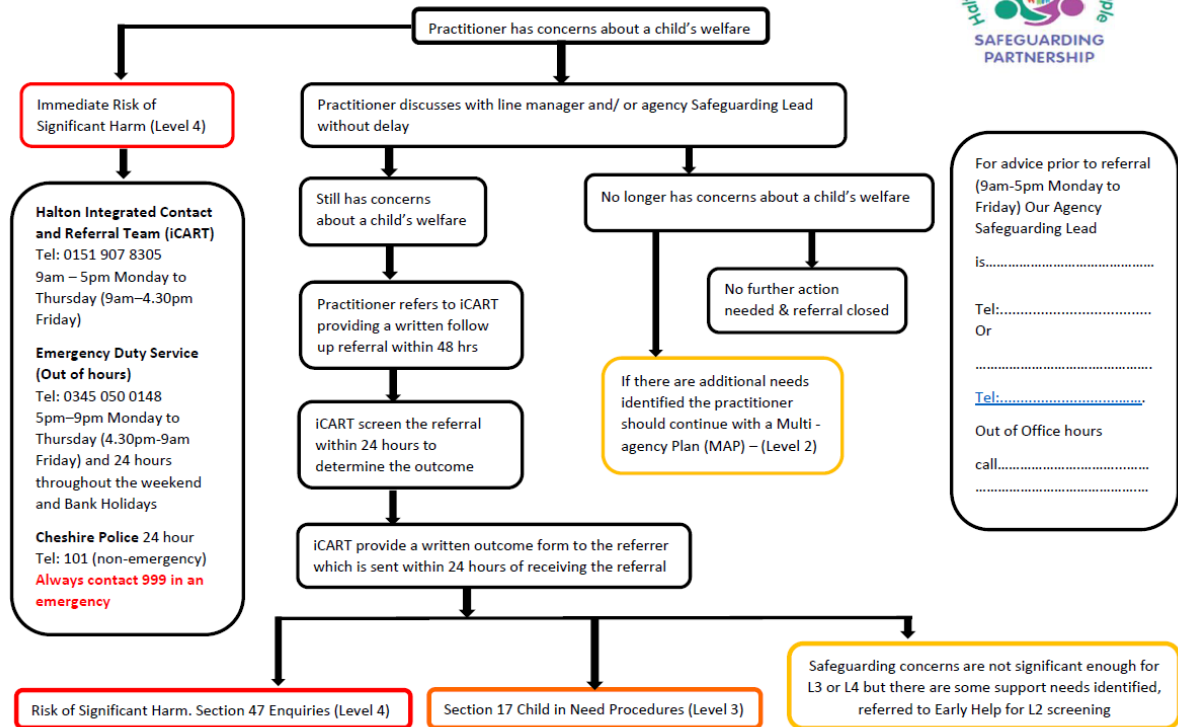 Practitioner has concerns about a child's welfare
SAFEGUARDING
PARTNERSHIP
Immediate Risk of
Significant Harm (Level 4)
Practitioner discusses with line manager and/ or agency Safeguarding Lead
without delay
Halton Integrated Contact
and Referral Team (iCART)
Tel: 0151 907 8305
9am – 5pm Monday to
Thursday (9am–4.30pm
Friday)
Emergency Duty Service
(Out of hours)
Tel: 0345 050 0148
5pm–9pm Monday to
Thursday (4.30pm-9am
Friday) and 24 hours
throughout the weekend
and Bank Holidays
Cheshire Police 24 hour
Tel: 101 (non-emergency)
Always contact 999 in an
emergency
Still has concerns
about a child's welfare
No longer has concerns about a child's welfare
Practitioner refers to iCART
providing a written follow
up referral within 48 hrs
No further action
needed & referral closed
iCART screen the referral
within 24 hours to
determine the outcome
If there are additional needs
identified the practitioner
should continue with a Multi -
agency Plan (MAP) – (Level 2)
iCART provide a written outcome form to the referrer
which is sent within 24 hours of receiving the referral
For advice prior to referral
(9am-5pm Monday to
Friday) Our Agency
Safeguarding Lead
is………………………………………
Tel:..................................
Or
……………………………………….
Tel:……………………………….
Out of Office hours
call…………………………………
……………………………………….
Risk of Significant Harm. Section 47 Enquiries (Level 4)
Section 17 Child in Need Procedures (Level 3)
Safeguarding concerns are not significant enough for
L3 or L4 but there are some support needs identified,
referred to Early Help for L2 screening